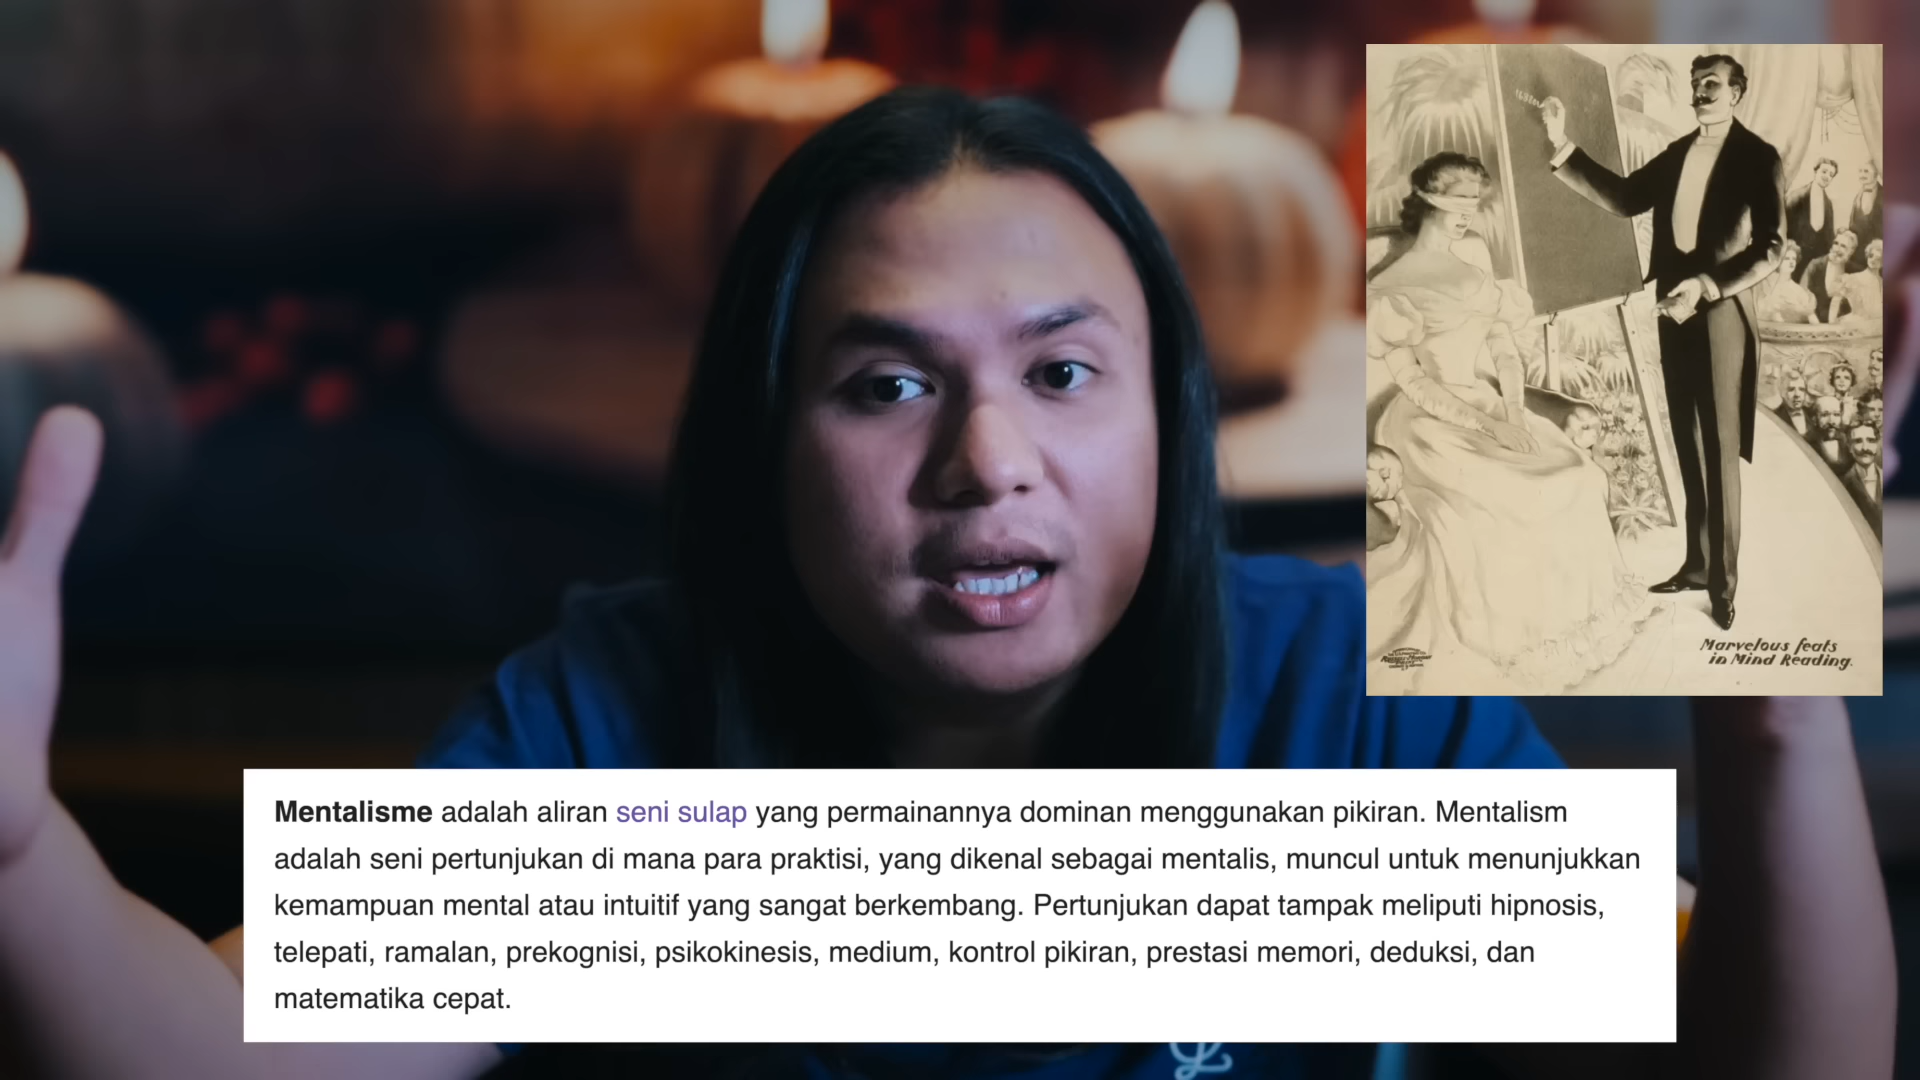 Marvelous feats
in Mind Reading.
Mentalisme adalah aliran seni sulap yang permainannya dominan menggunakan pikiran. Mentalism
adalah seni pertunjukan di mana para praktisi, yang dikenal sebagai mentalis, muncul untuk menunjukkan
kemampuan mental atau intuitif yang sangat berkembang. Pertunjukan dapat tampak meliputi hipnosis,
telepati, ramalan, prekognisi, psikokinesis, medium, kontrol pikiran, prestasi memori, deduksi, dan
matematika cepat.